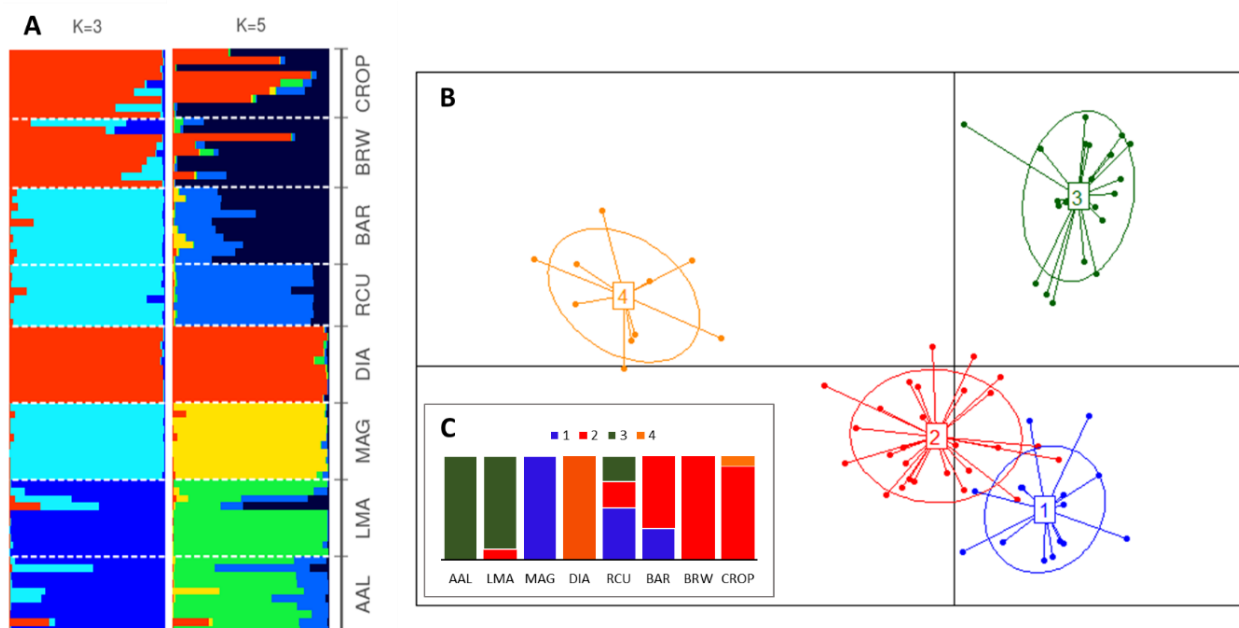 A
K=3
K=5
CROP
BRW
BAR
RCU
DIA
MAG
LMA
AAL
B
3
4
2
1
C
1 2 3 4
AAL LMA MAG DIA RCU BAR BRW CROP